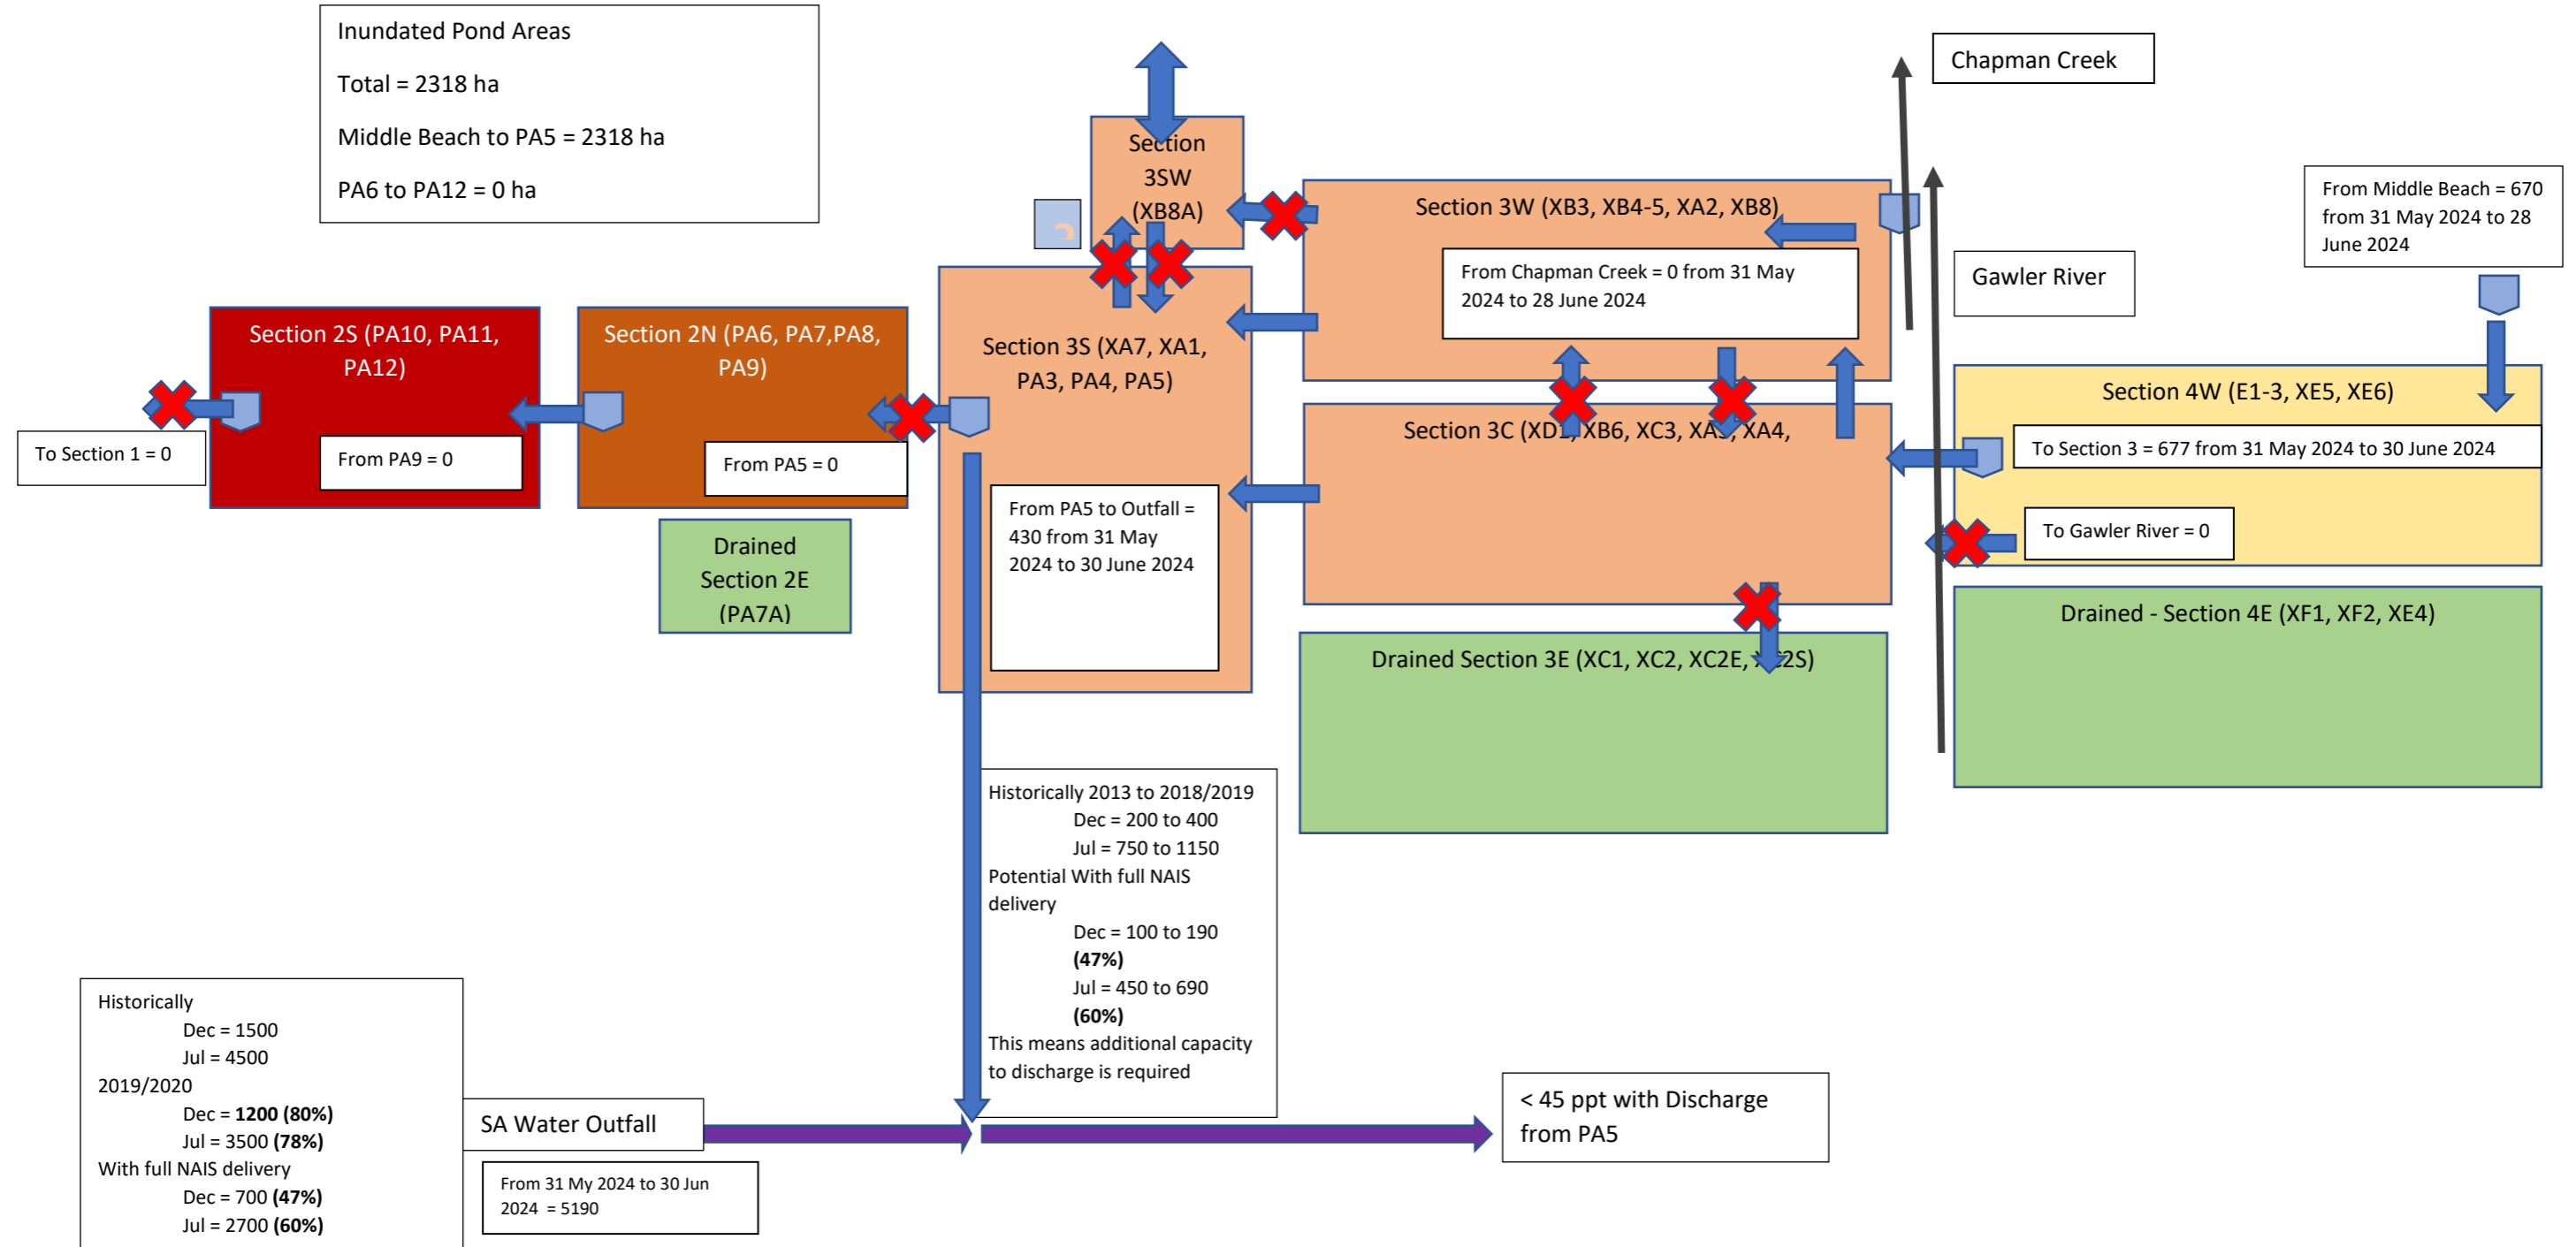 Inundated Pond Areas
Total = 2318 ha
Middle Beach to PA5 = 2318 ha
PA6 to PA12 = 0 ha
Chapman Creek
Section
3SW
(XB8A)
Section 3W (XB3, XB4-5, XA2, XB8)
From Chapman Creek = 0 from 31 May
2024 to 28 June 2024
Gawler River
From Middle Beach = 670
from 31 May 2024 to 28
June 2024
Section 2S (PA10, PA11,
PA12)
To Section 1 = 0
From PA9 = 0
Section 2N (PA6, PA7,PA8,
PA9)
From PA5 = 0
Drained
Section 2E
(PA7A)
Section 3S (XA7, XA1,
PA3, PA4, PA5)
From PA5 to Outfall =
430 from 31 May
2024 to 30 June 2024
Section 3C (XD1, XB6, XC3, XA4,
Section 4W (E1-3, XE5, XE6)
To Section 3 = 677 from 31 May 2024 to 30 June 2024
To Gawler River = 0
Drained Section 3E (XC1, XC2, XC2E, XC2S)
Drained - Section 4E (XF1, XF2, XE4)
Historically 2013 to 2018/2019
Dec = 200 to 400
Jul = 750 to 1150
Potential With full NAIS
delivery
Dec = 100 to 190
(47%)
Jul = 450 to 690
(60%)
This means additional capacity
to discharge is required
Historically
Dec = 1500
Jul = 4500
2019/2020
Dec = 1200 (80%)
Jul = 3500 (78%)
With full NAIS delivery
Dec = 700 (47%)
Jul = 2700 (60%)
SA Water Outfall
From 31 My 2024 to 30 Jun
2024 = 5190
< 45 ppt with Discharge
from PA5